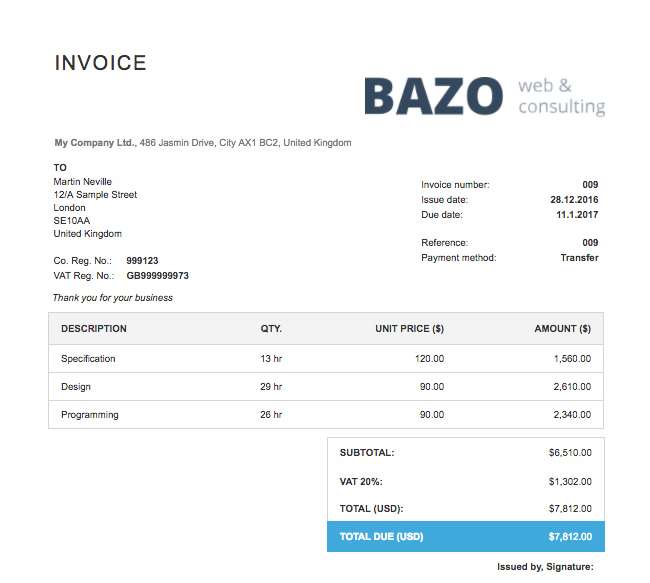 INVOICE
BAZO web &
consulting
My Company Ltd., 486 Jasmin Drive, City AX1 BC2, United Kingdom
TO
Martin Neville
12/A Sample Street
London
SE10AA
United Kingdom
Co. Reg. No.: 999123
VAT Reg. No.: GB999999973
Invoice number: 009
Issue date: 28.12.2016
Due date: 11.1.2017
Reference: 009
Payment method: Transfer
Thank you for your business
DESCRIPTION QTY. UNIT PRICE ($) AMOUNT ($)
Specification 13 hr 120.00 1,560.00
Design 29 hr 90.00 2,610.00
Programming 26 hr 90.00 2,340.00
SUBTOTAL: $6,510.00
VAT 20%: $1,302.00
TOTAL (USD): $7,812.00
TOTAL DUE (USD) $7,812.00
Issued by, Signature: